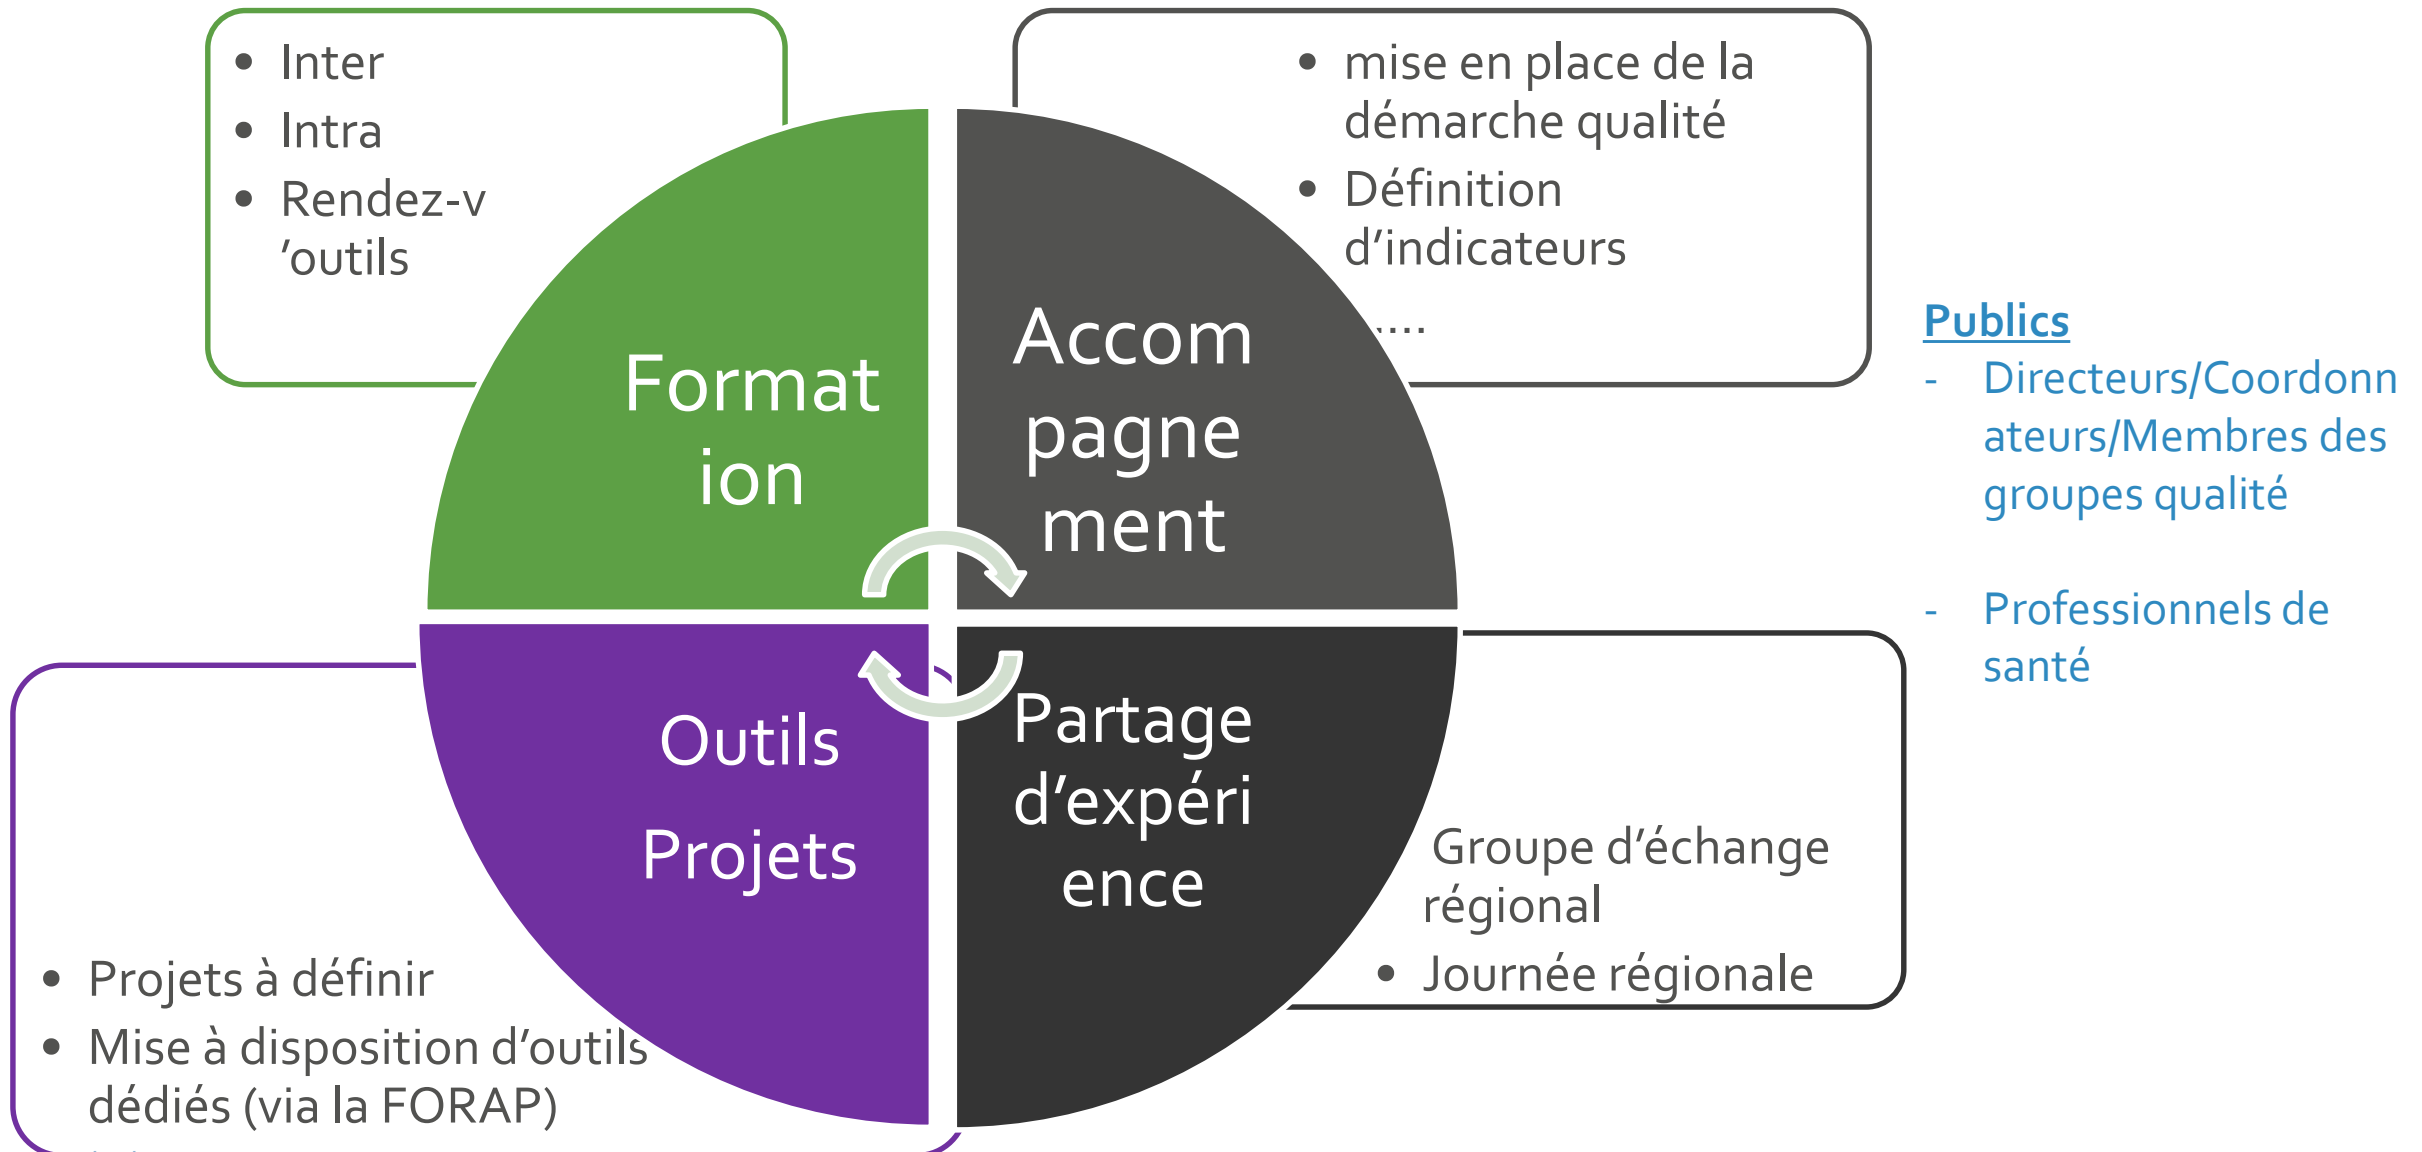 • Inter
• Intra
• Rendez-v
’outils
• mise en place de la
démarche qualité
• Définition
d’indicateurs
....
Format
ion
Accom
pagne
ment
Publics
- Directeurs/Coordonn
ateurs/Membres des
groupes qualité
- Professionnels de
santé
Outils
Projets
Partage
d’expéri
ence
• Projets à définir
• Mise à disposition d’outils
dédiés (via la FORAP)
Groupe d’échange
régional
• Journée régionale